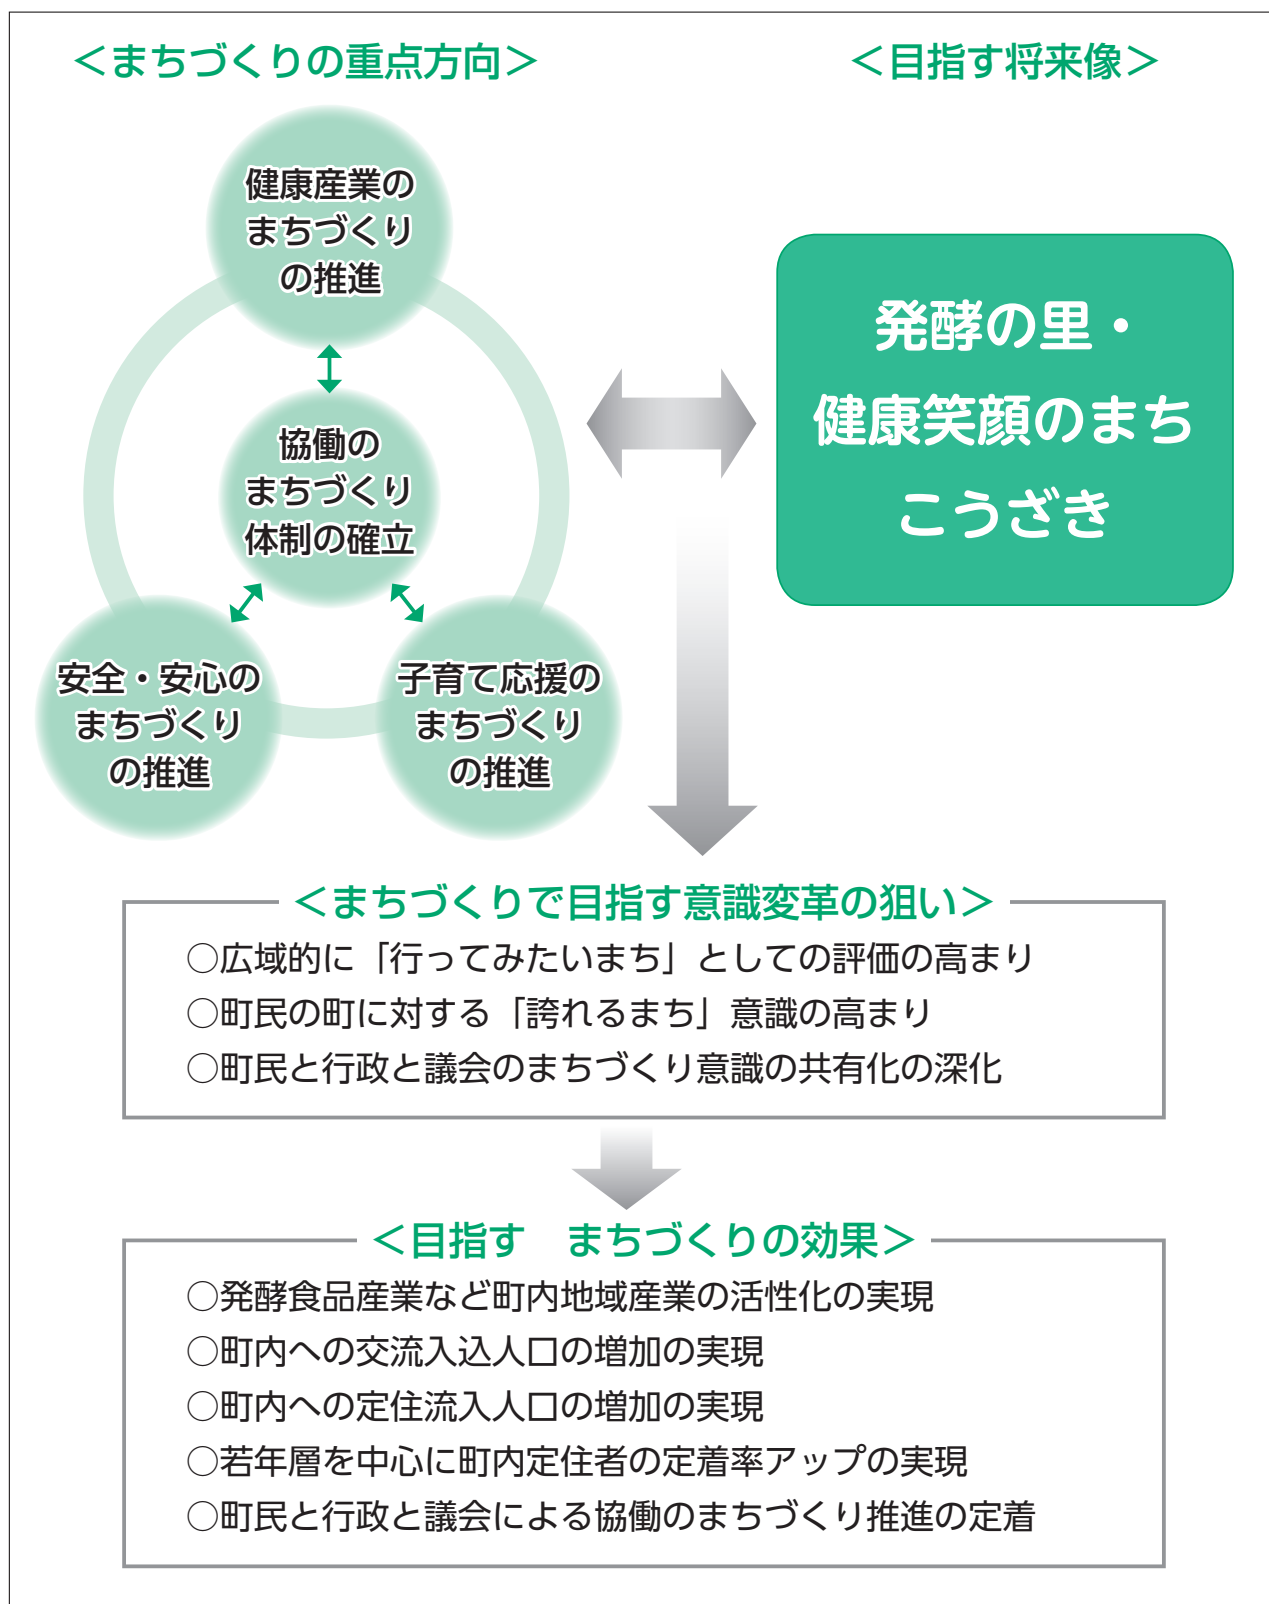 ＜まちづくりの重点方向＞
健康産業の
まちづくり
の推進
協働の
まちづくり
体制の確立
安全・安心の
まちづくり
の推進
子育て応援の
まちづくり
の推進
＜目指す将来像＞
発酵の里・
健康笑顔のまち
こうざき
＜まちづくりで目指す意識変革の狙い＞
○広域的に「行ってみたいまち」としての評価の高まり
○町民の町に対する「誇れるまち」意識の高まり
○町民と行政と議会のまちづくり意識の共有化の深化
＜目指す　まちづくりの効果＞
○発酵食品産業など町内地域産業の活性化の実現
○町内への交流入込人口の増加の実現
○町内への定住流入人口の増加の実現
○若年層を中心に町内定住者の定着率アップの実現
○町民と行政と議会による協働のまちづくり推進の定着